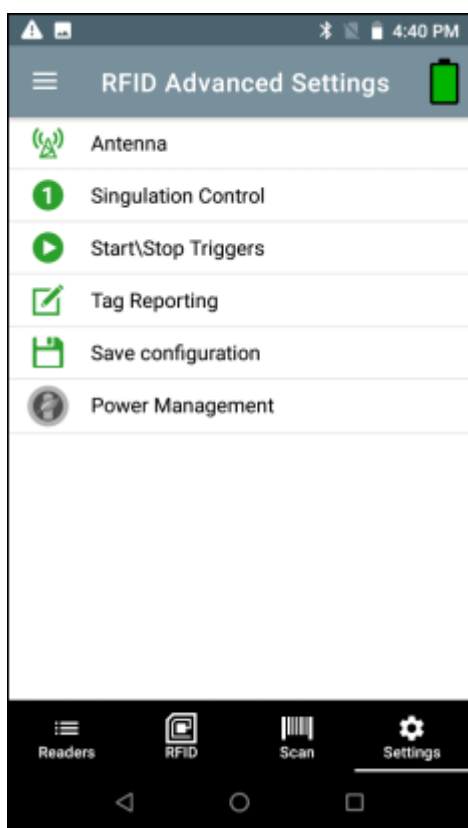 4:40 PM
RFID Advanced Settings
Antenna
1
Singulation Control
Start\Stop Triggers
Tag Reporting
Save configuration
Power Management
Readers
RFID
Scan
Settings